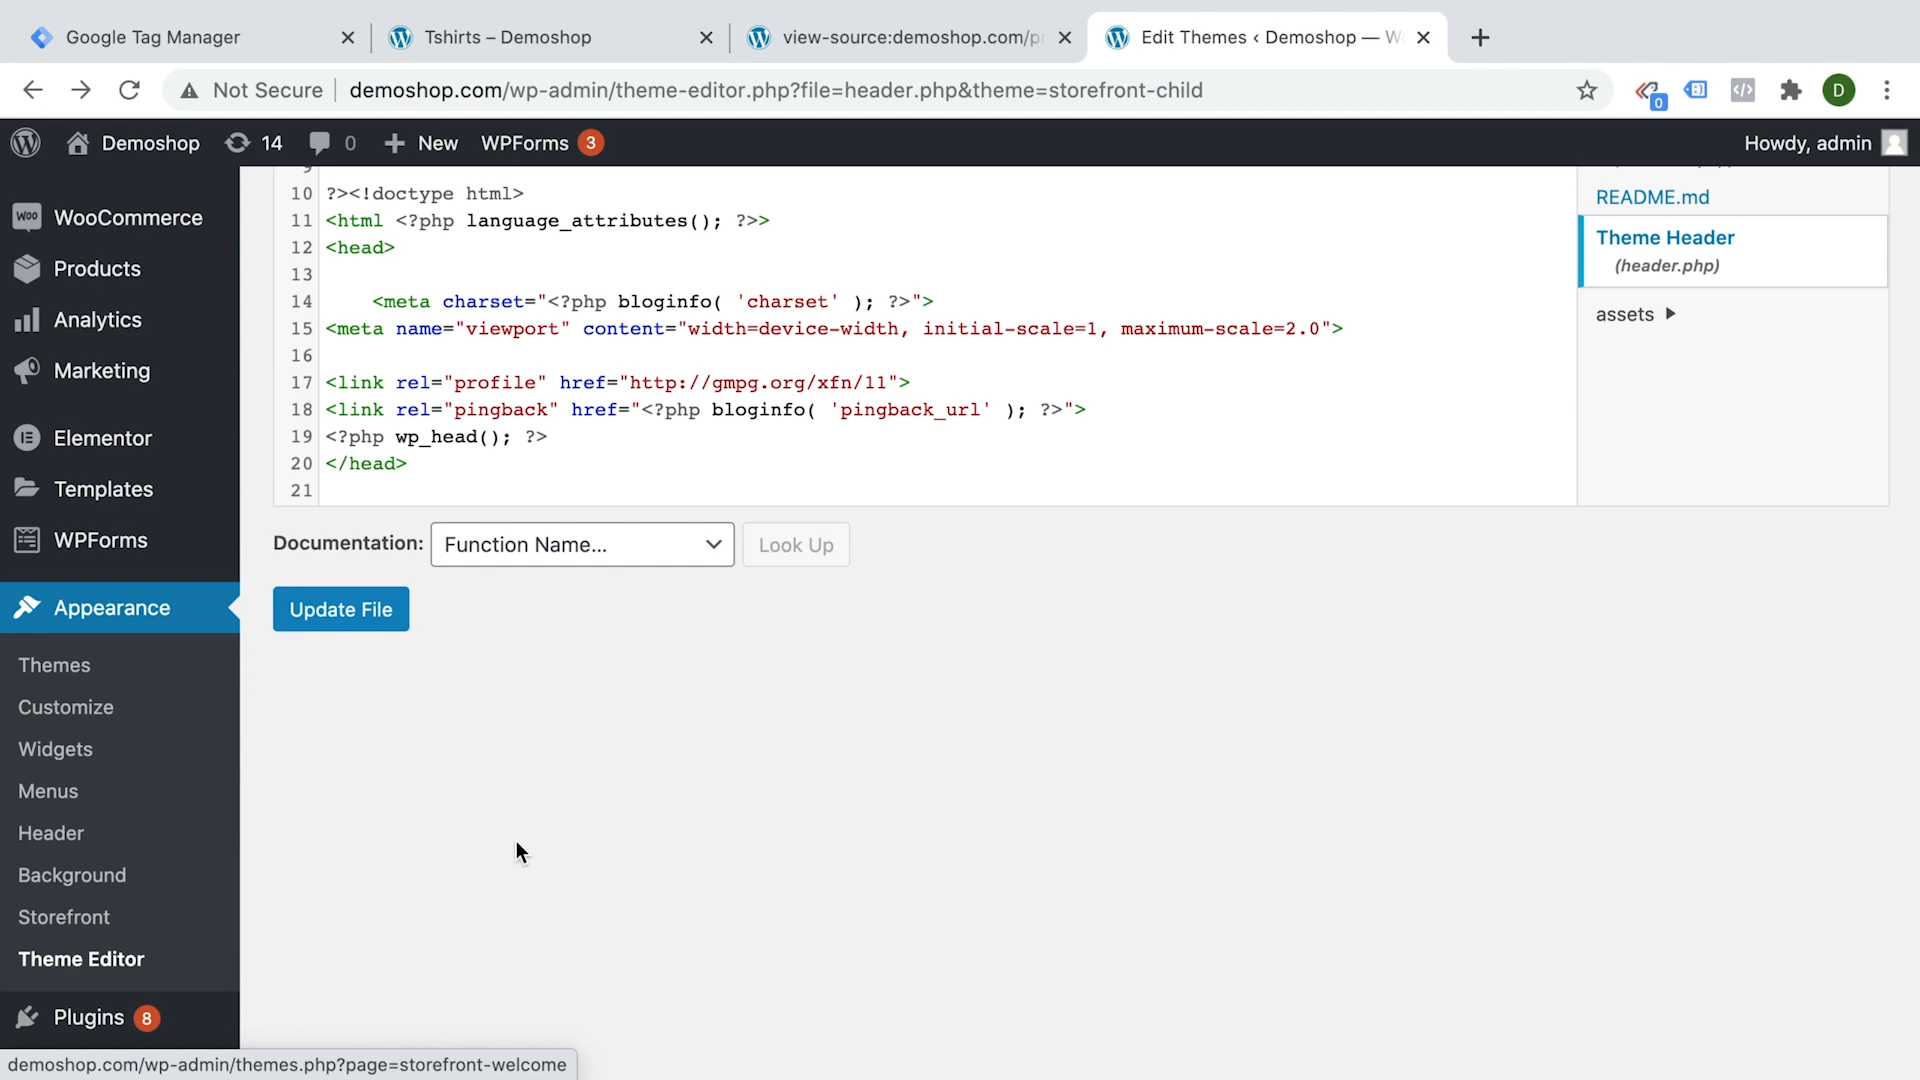 Google Tag Manager
Tshirts – Demoshop
view-source:demoshop.com/p
Edit Themes ‹ Demoshop — W
Not Secure
demoshop.com/wp-admin/theme-editor.php?file=header.php&theme=storefront-child
0
D
Demoshop
14
0
New
WPForms
3
Howdy, admin
WooCommerce
Products
Analytics
Marketing
Elementor
Templates
WPForms
Appearance
Themes
Customize
Widgets
Menus
Header
Background
Storefront
Theme Editor
Plugins
8
9
10 ?><!doctype html>
11 <html <?php language_attributes(); ?>>
12 <head>
13
14 <meta charset="<?php bloginfo( 'charset' ); ?>">
15 <meta name="viewport" content="width=device-width, initial-scale=1, maximum-scale=2.0">
16
17 <link rel="profile" href="http://gmpg.org/xfn/11">
18 <link rel="pingback" href="<?php bloginfo( 'pingback_url' ); ?>">
19 <?php wp_head(); ?>
20 </head>
21
README.md
Theme Header
(header.php)
assets
Documentation:
Function Name...
Look Up
Update File
demoshop.com/wp-admin/themes.php?page=storefront-welcome